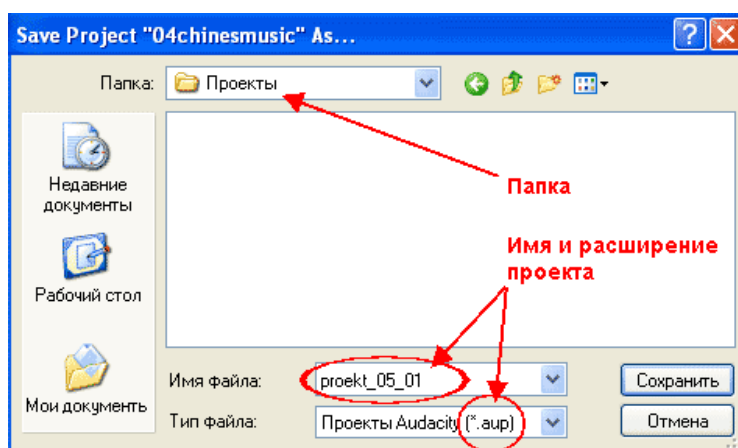 Save Project "04chinesmusic" As...
Папка: Проекты
Недавние
документы
Папка
Имя и расширение
проекта
Рабочий стол
Мои документь
Имя файла: proekt_05_01 Сохранить
Тип файла: Проекты Audacity (*.aup) Отмена